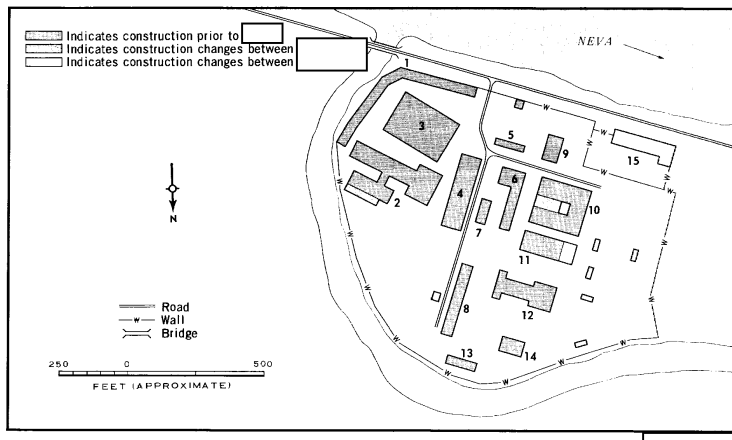 Indicates construction prior to
Indicates construction changes between
Indicates construction changes between
NEVA
1
W
5
9
W
W
15
W
3
W
6
4
10
N
2
7
11
W
W
W
Road
W Wall
Bridge
8
12
W
W
250 0 500
FEET (APPROXIMATE)
13
14
W
W
W
W
W